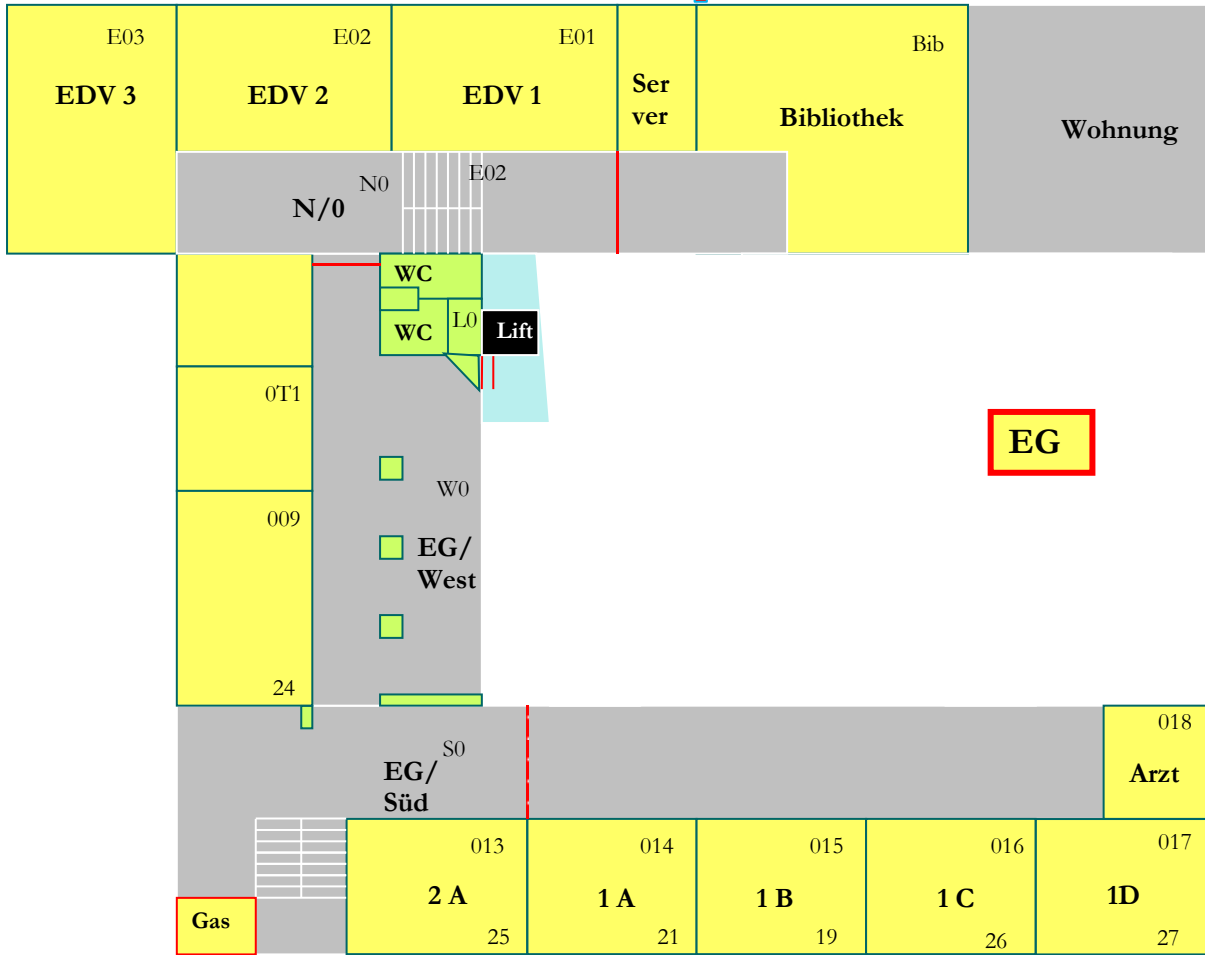 E03
E02
E01
Bib
EDV 3
EDV 2
EDV 1
Ser
ver
Bibliothek
Wohnung
N0
E02
N/0
WC
WC
L0
Lift
0T1
EG
W0
009
EG/
West
24
S0
018
EG/
Süd
Arzt
013
014
015
016
017
2 A
1 A
1 B
1 C
1D
Gas
25
21
19
26
27